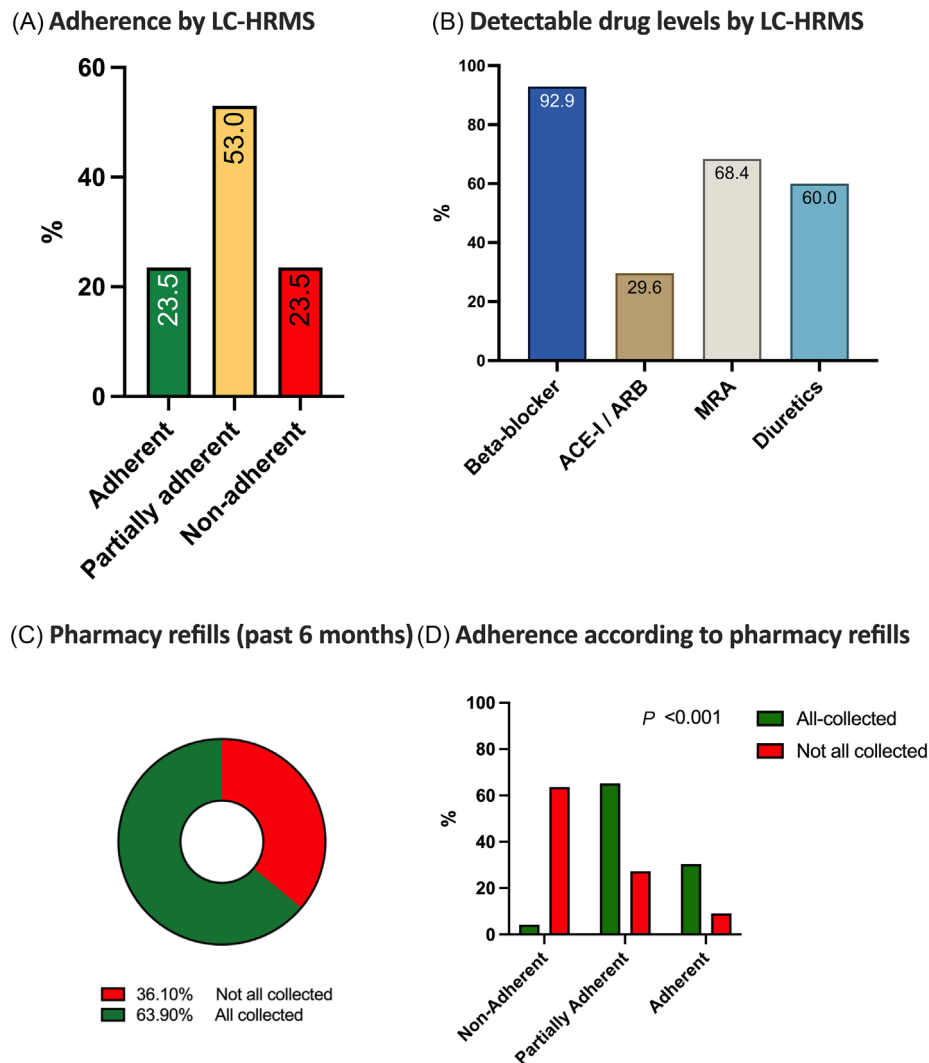 (A) Adherence by LC-HRMS
60
40
20
0
%
23.5
53.0
23.5
Adherent
Partially adherent
Non-adherent
(B) Detectable drug levels by LC-HRMS
100
80
60
40
20
0
%
92.9
29.6
68.4
60.0
Beta-blocker
ACE-I / ARB
MRA
Diuretics
(C) Pharmacy refills (past 6 months)
36.10% Not all collected
63.90% All collected
(D) Adherence according to pharmacy refills
100
80
60
40
20
0
%
P <0.001
All-collected
Not all collected
Non-Adherent
Partially Adherent
Adherent